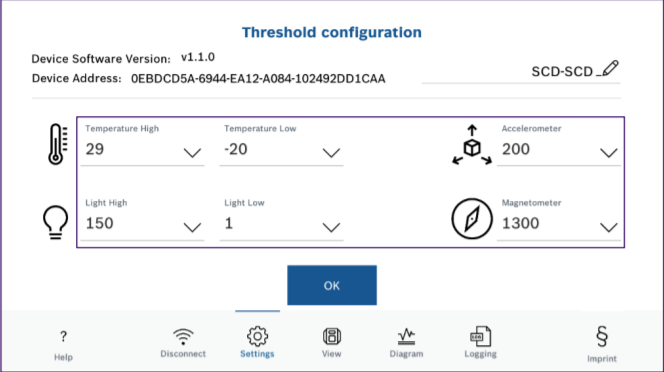 Threshold configuration
Device Software Version: v1.1.0
Device Address: 0EBDCD5A-6944-EA12-A084-102492DD1CAA
SCD-SCD_
Temperature High
29
Temperature Low
-20
Accelerometer
200
Light High
150
Light Low
1
Magnetometer
1300
OK
?
Help
Disconnect
Settings
View
Diagram
Logging
§
Imprint